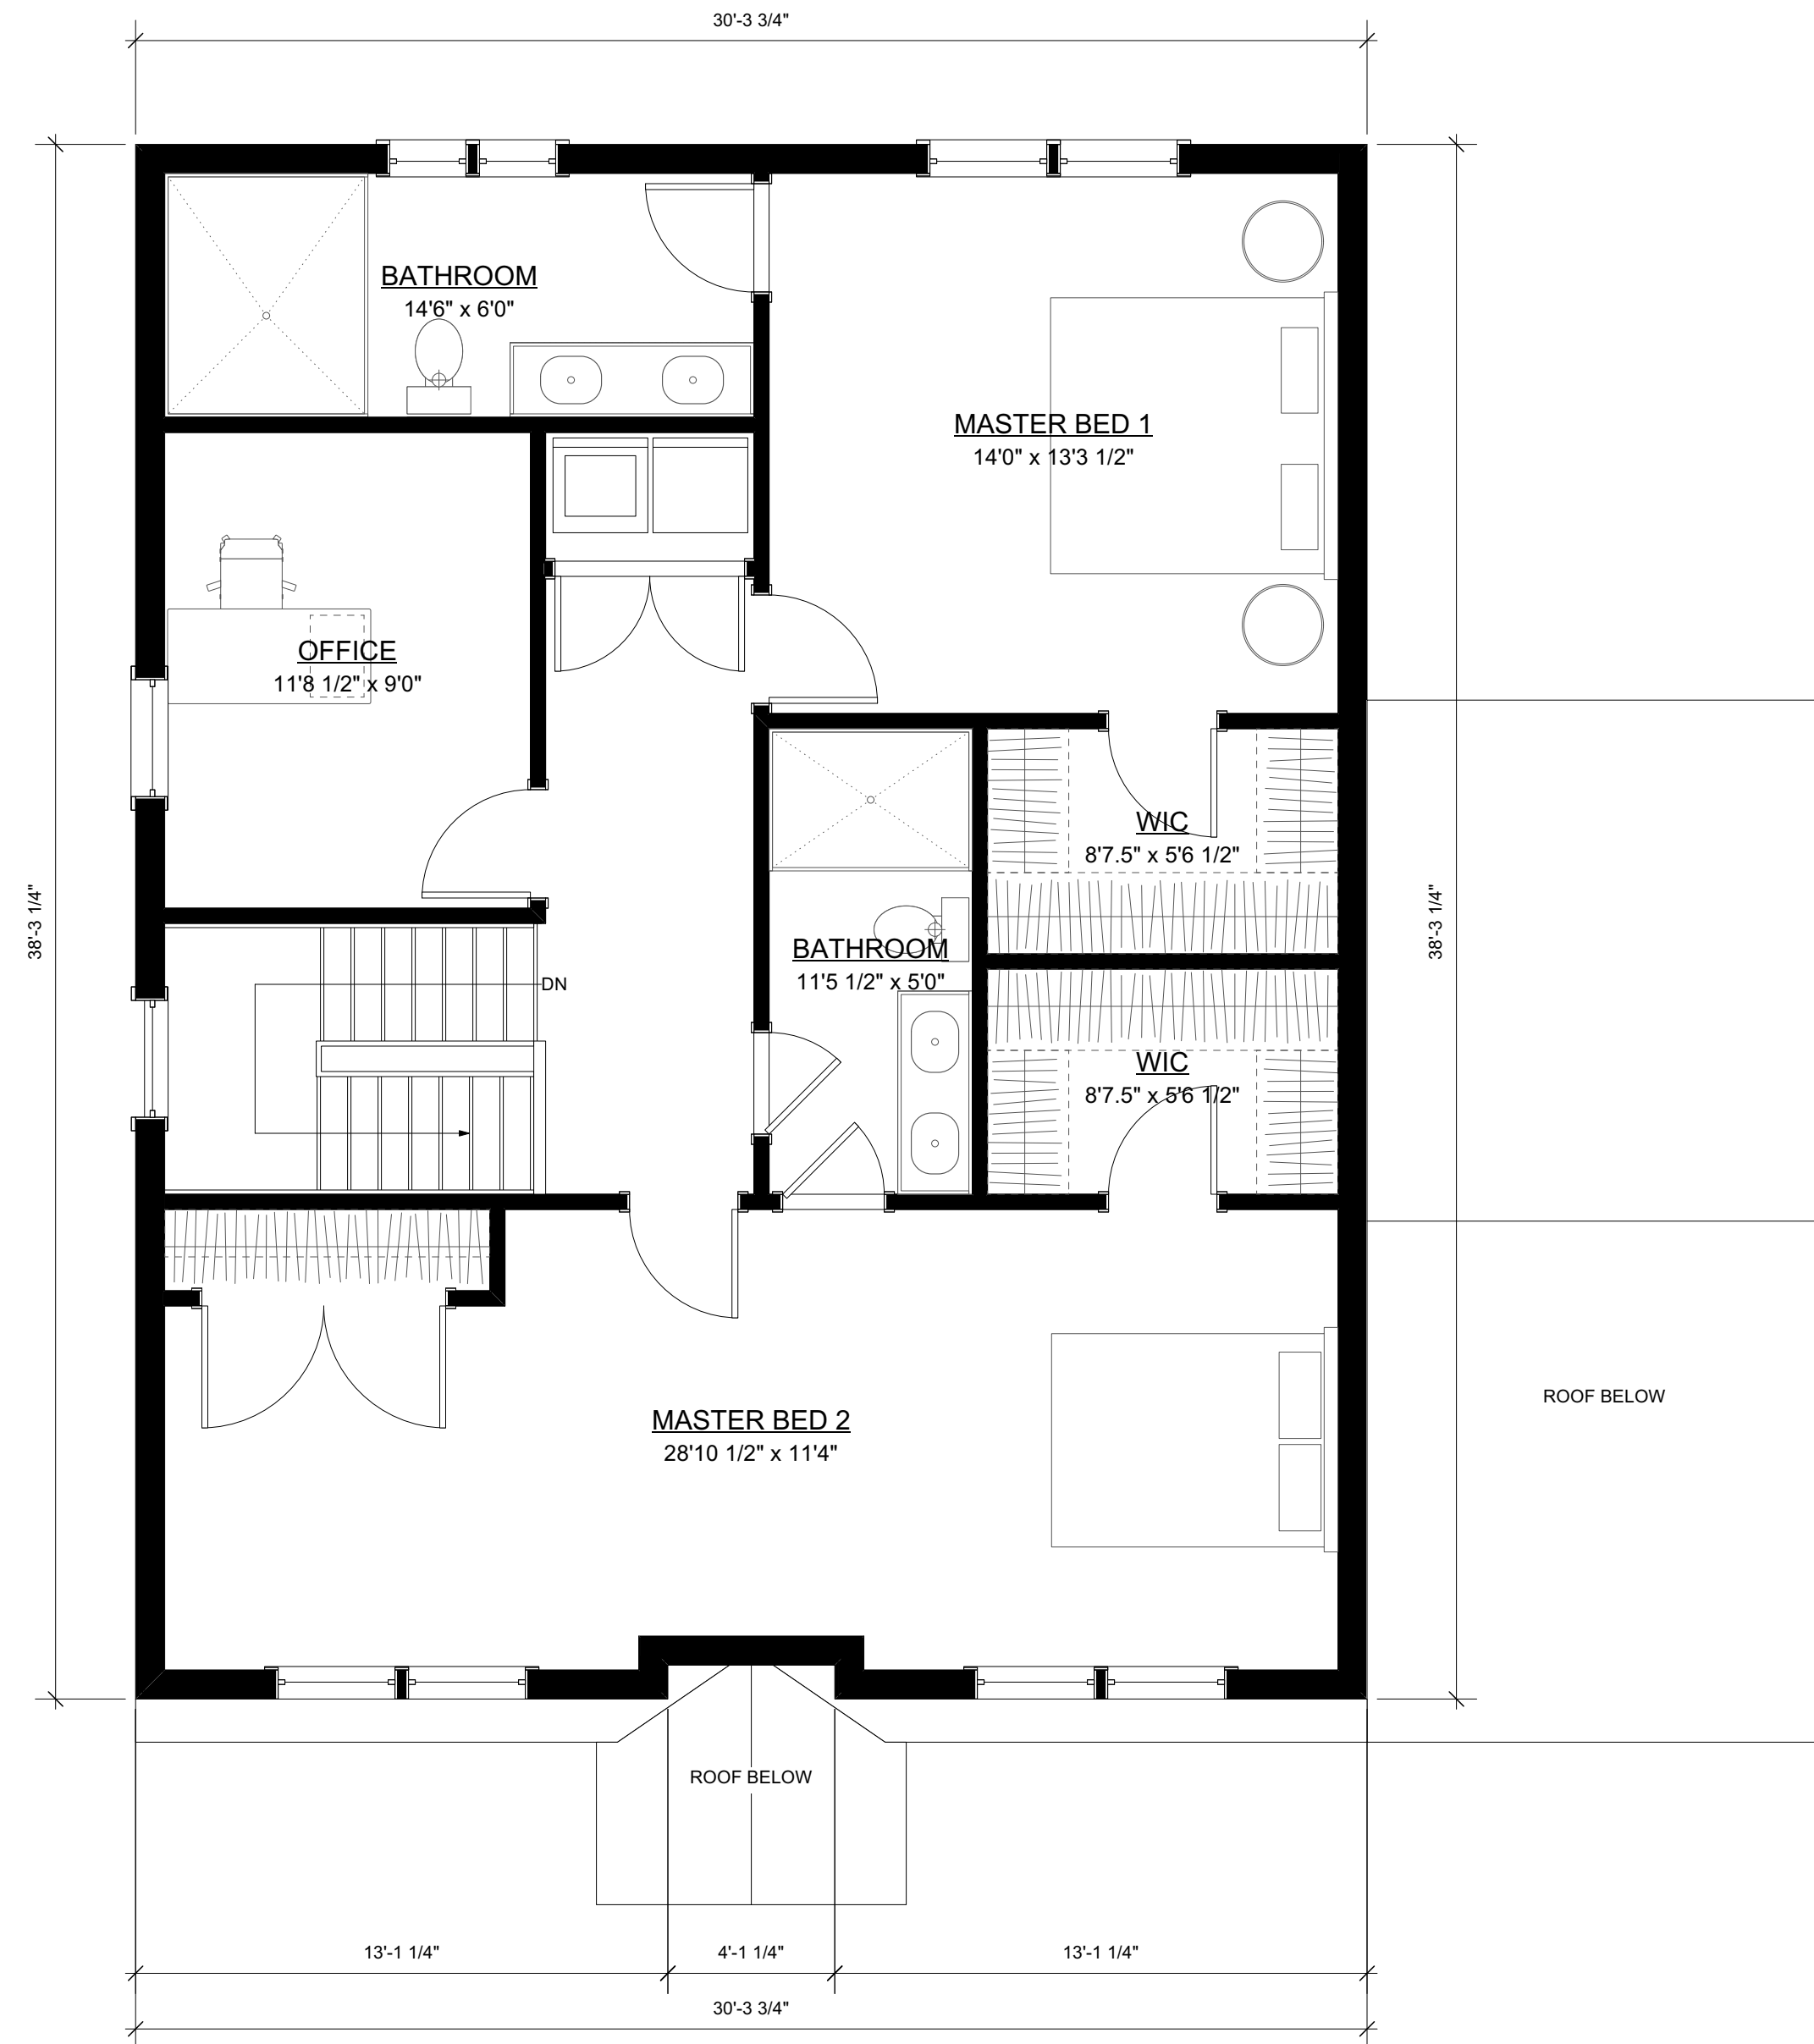 30'-3 3/4"
BATHROOM
14'6" x 6'0"
MASTER BED 1
14'0" x 13'3 1/2"
OFFICE
11'8 1/2" x 9'0"
WIC
8'7.5" x 5'6 1/2"
38'-3 1/4"
38'-3 1/4"
BATHROOM
11'5 1/2" x 5'0"
DN
WIC
8'7.5" x 5'6 1/2"
ROOF BELOW
MASTER BED 2
28'10 1/2" x 11'4"
ROOF BELOW
13'-1 1/4"
4'-1 1/4"
13'-1 1/4"
30'-3 3/4"